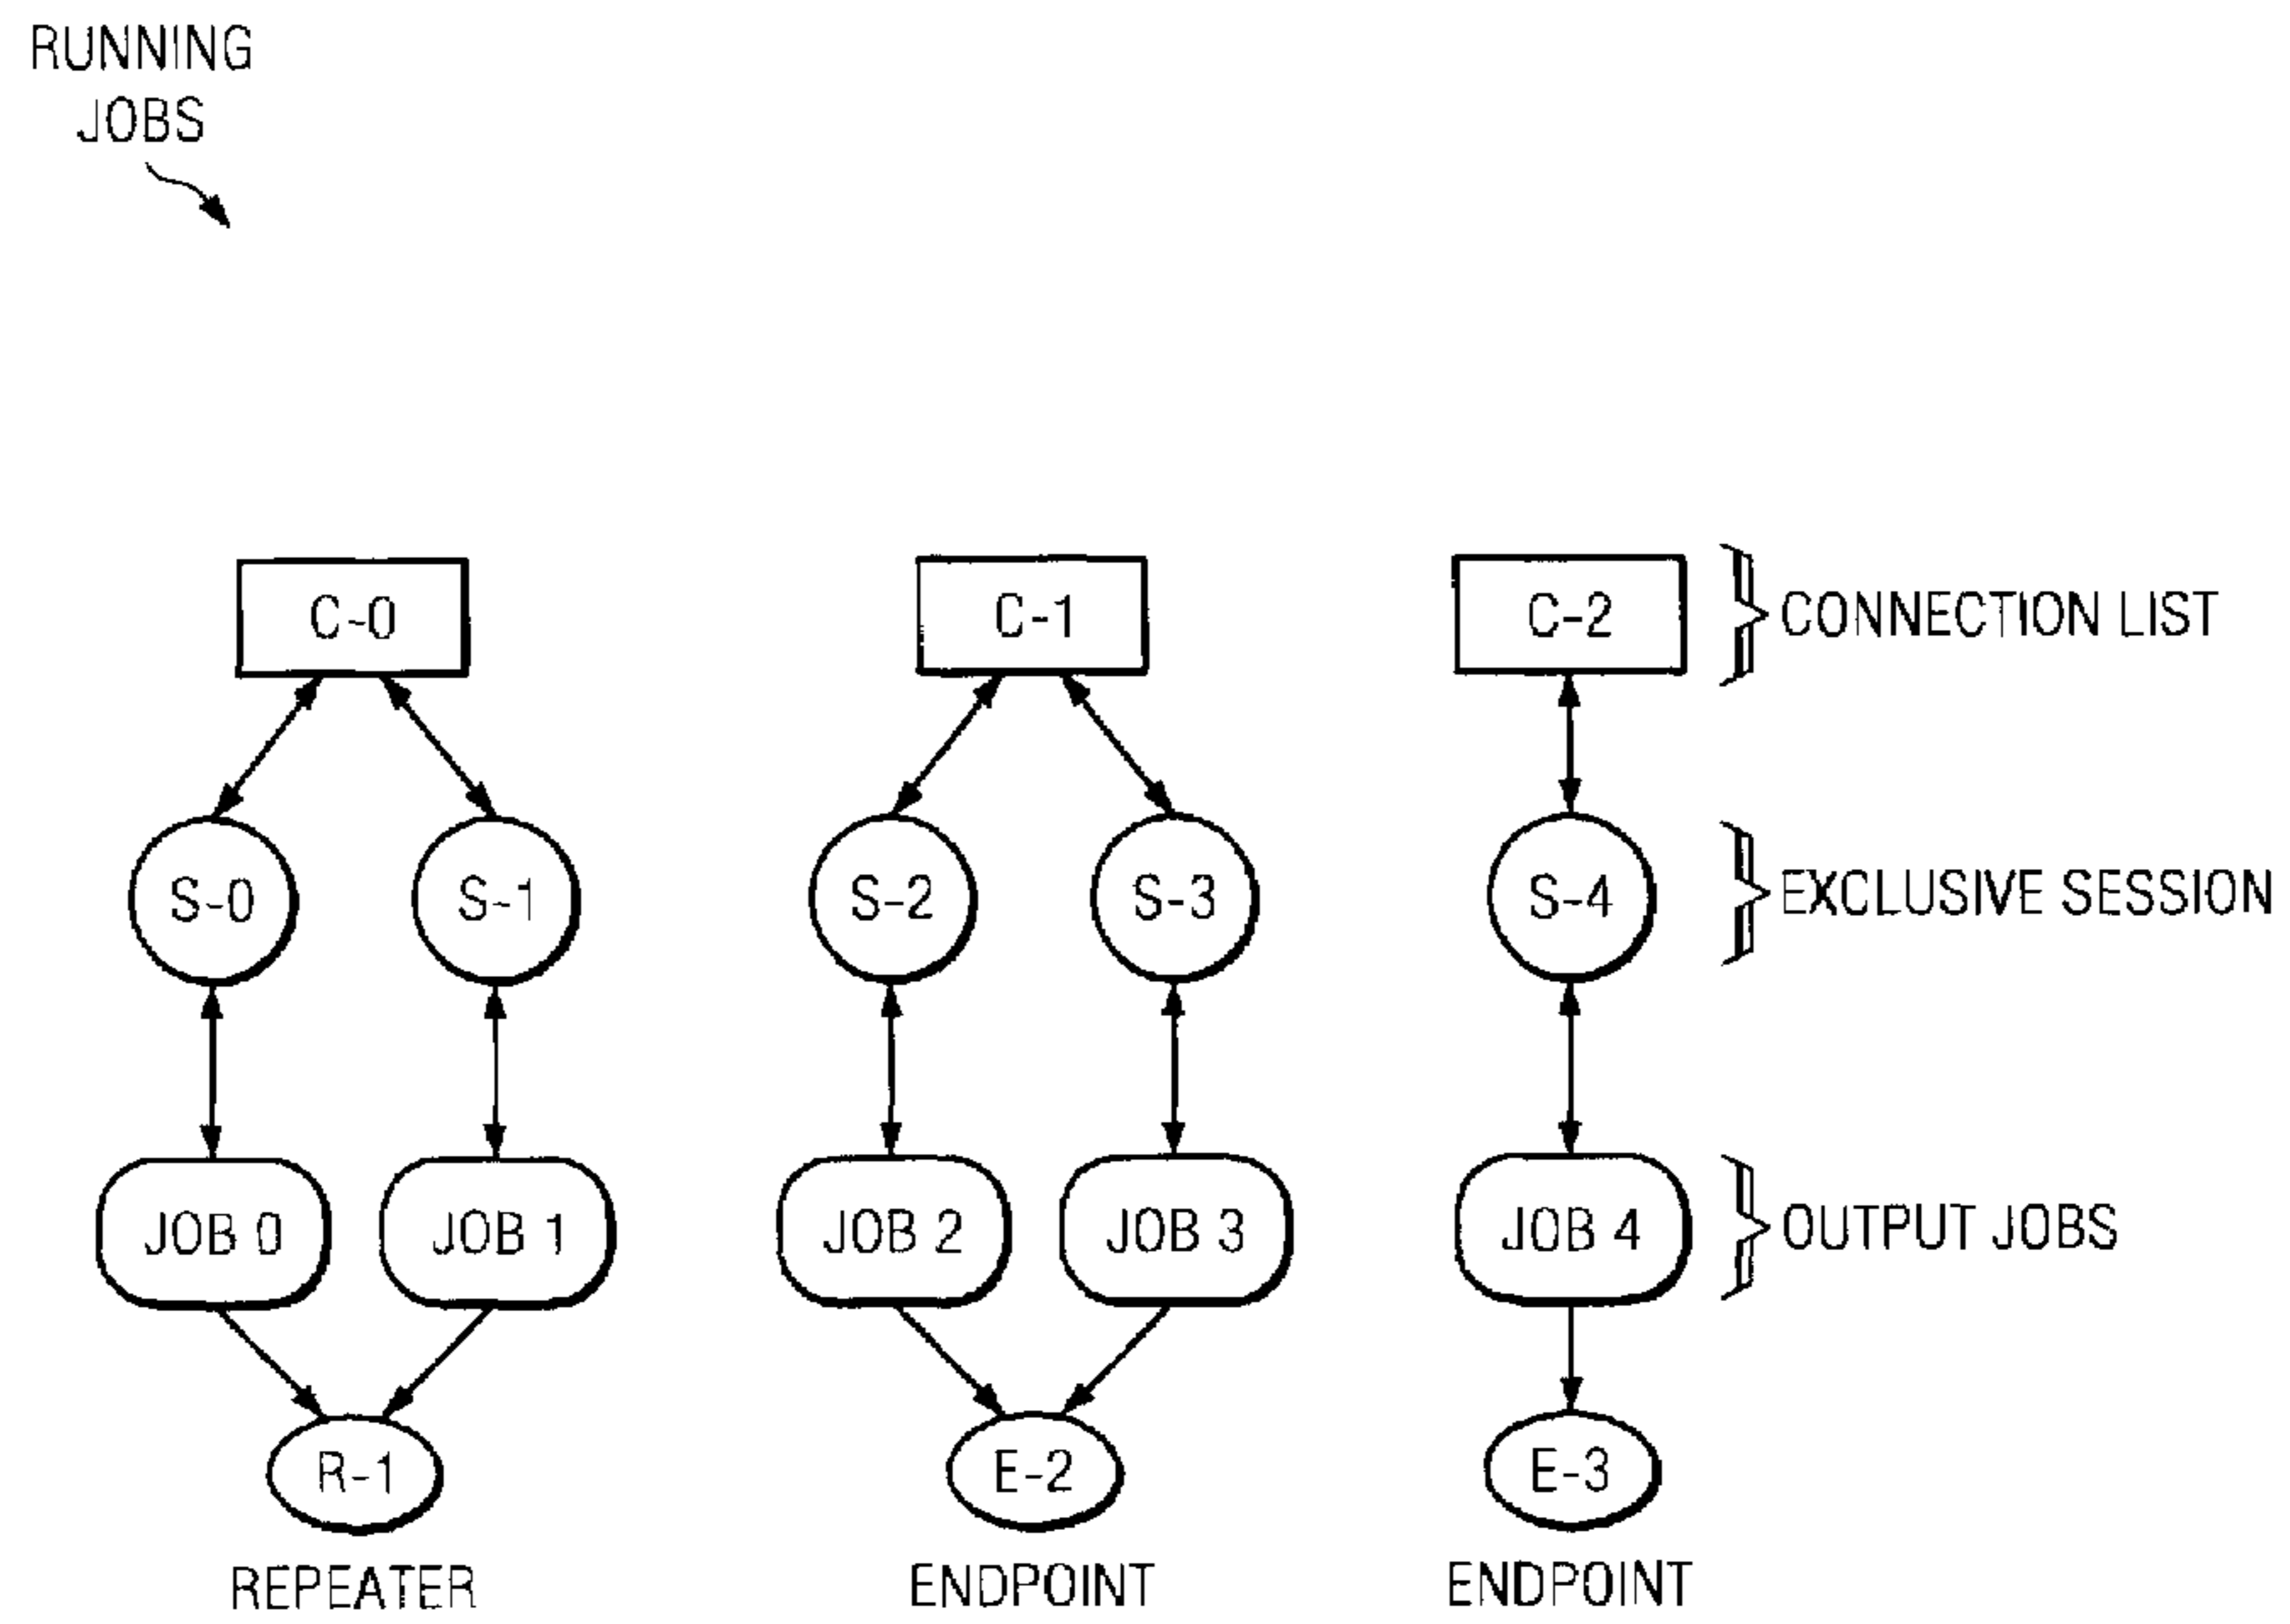 RUNNING
JOBS
C-0
C-1
C-2
CONNECTION LIST
S-0
S-1
S-2
S-3
S-4
EXCLUSIVE SESSION
JOB 0
JOB 1
JOB 2
JOB 3
JOB 4
OUTPUT JOBS
R-1
E-2
E-3
REPEATER
ENDPOINT
ENDPOINT